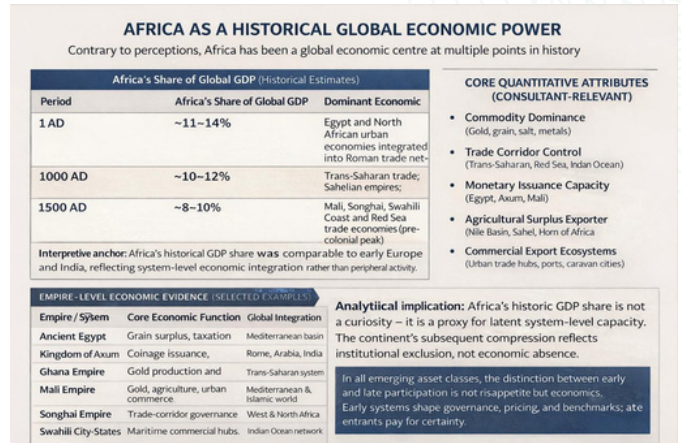 AFRICA AS A HISTORICAL GLOBAL ECONOMIC POWER
Contrary to perceptions, Africa has been a global economic centre at multiple points in history
Africa's Share of Global GDP (Historical Estimates)
Period Africa's Share of Global GDP Dominant Economic
1 AD ~11–14% Egypt and North
African urban
economies integrated
into Roman trade net-
1000 AD ~10–12% Trans-Saharan trade;
Sahelian empires;
1500 AD ~8–10% Mali, Songhai, Swahili
Coast and Red Sea
trade economies (pre-
colonial peak)
Interpretive anchor: Africa's historical GDP share was comparable to early Europe
and India, reflecting system-level economic integration rather than peripheral activity.
CORE QUANTITATIVE ATTRIBUTES
(CONSULTANT-RELEVANT)
• Commodity Dominance
(Gold, grain, salt, metals)
• Trade Corridor Control
(Trans-Saharan, Red Sea, Indan Ocean)
• Monetary Issuance Capacity
(Egypt, Axum, Mali)
• Agricultural Surplus Exporter
(Nile Basin, Sahel, Horn of Africa
• Commercial Export Ecosystems
(Urban trade hubs, ports, caravan cities)
EMPIRE-LEVEL ECONOMIC EVIDENCE (SELECTED EXAMPLES)
Empire / System Core Economic Function Global Integration
Ancient Egypt Grain surplus, taxation Mediterranean basin
Kingdom of Axum Coinage issuance, Rome, Arabia, India
Ghana Empire Gold production and Trans-Saharan system
Mali Empire Gold, agriculture, urban Mediterranean &
commerce Islamic world
Songhai Empire Trade-corridor governance West & North Africa
Swahili City-States Maritime commercial hubs. Indian Ocean network
Analytiical implication: Africa's historic GDP share is not
a curiosity – it is a proxy for latent system-level capacity.
The continent's subsequent compression reflects
institutional exclusion, not economic absence.
In all emerging asset classes, the distinction between early
and late participation is not risappetite but economics.
Early systems shape governance, pricing, and benchmarks; ate
entrants pay for certainty.